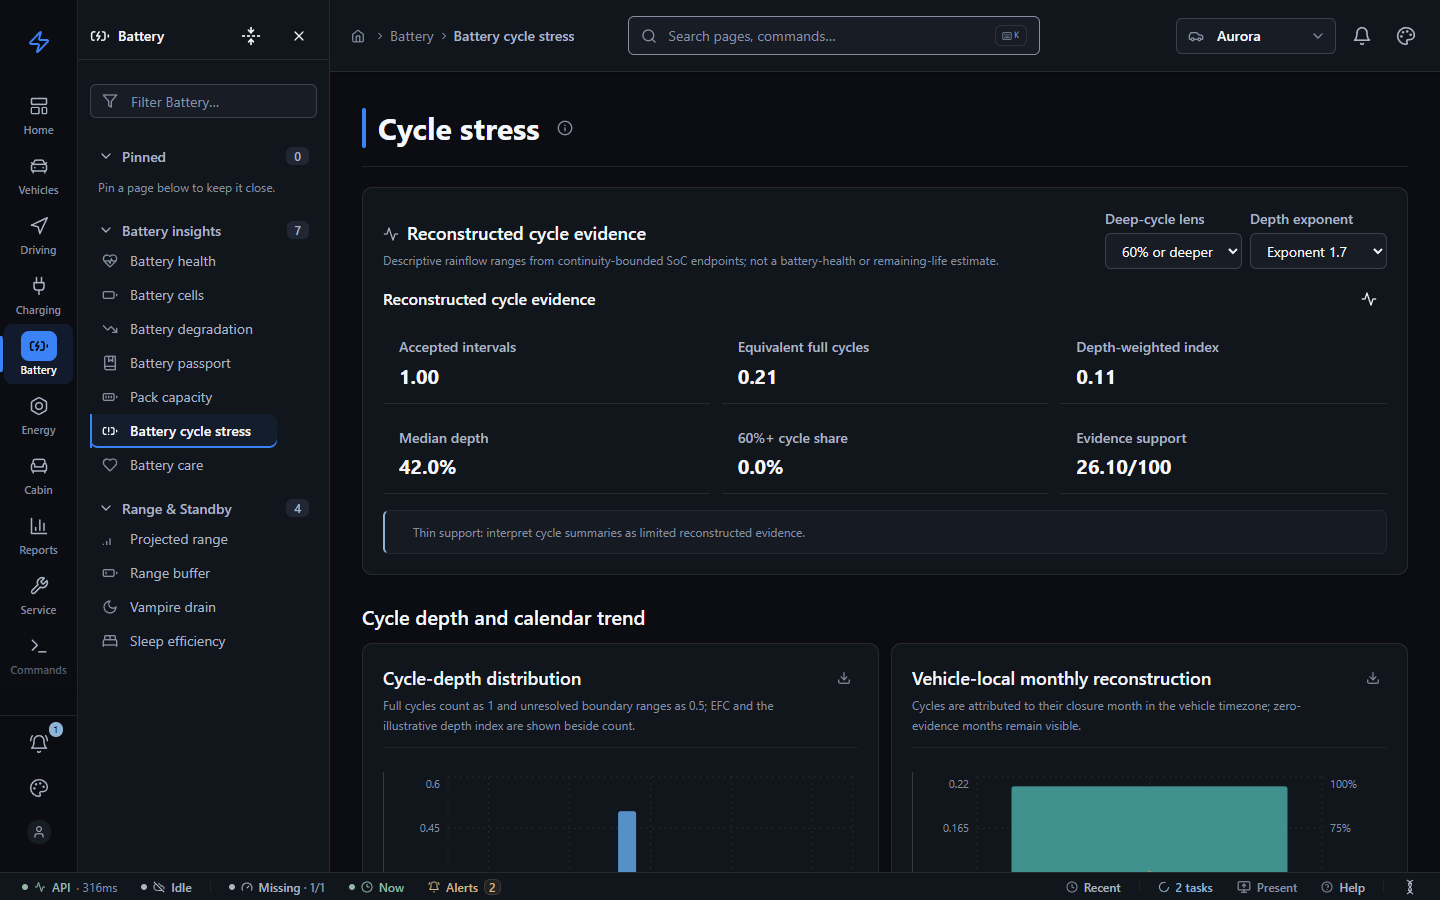 Home
Vehicles
Driving
Charging
Battery
Energy
Cabin
Reports
Service
Commands
1
Battery
Filter Battery...
Pinned 0
Pin a page below to keep it close.
Battery insights 7
Battery health
Battery cells
Battery degradation
Battery passport
Pack capacity
Battery cycle stress
Battery care
Range & Standby 4
Projected range
Range buffer
Vampire drain
Sleep efficiency
Battery Battery cycle stress
Search pages, commands... K
Aurora
Cycle stress
Reconstructed cycle evidence
Descriptive rainflow ranges from continuity-bounded SoC endpoints; not a battery-health or remaining-life estimate.
Deep-cycle lens Depth exponent
60% or deeper Exponent 1.7
Reconstructed cycle evidence
Accepted intervals
1.00
Equivalent full cycles
0.21
Depth-weighted index
0.11
Median depth
42.0%
60%+ cycle share
0.0%
Evidence support
26.10/100
Thin support: interpret cycle summaries as limited reconstructed evidence.
Cycle depth and calendar trend
Cycle-depth distribution
Full cycles count as 1 and unresolved boundary ranges as 0.5; EFC and the
illustrative depth index are shown beside count.
0.6
0.45
Vehicle-local monthly reconstruction
Cycles are attributed to their closure month in the vehicle timezone; zero-
evidence months remain visible.
0.22 100%
0.165 75%
API · 316ms Idle Missing · 1/1 Now Alerts 2 Recent 2 tasks Present Help